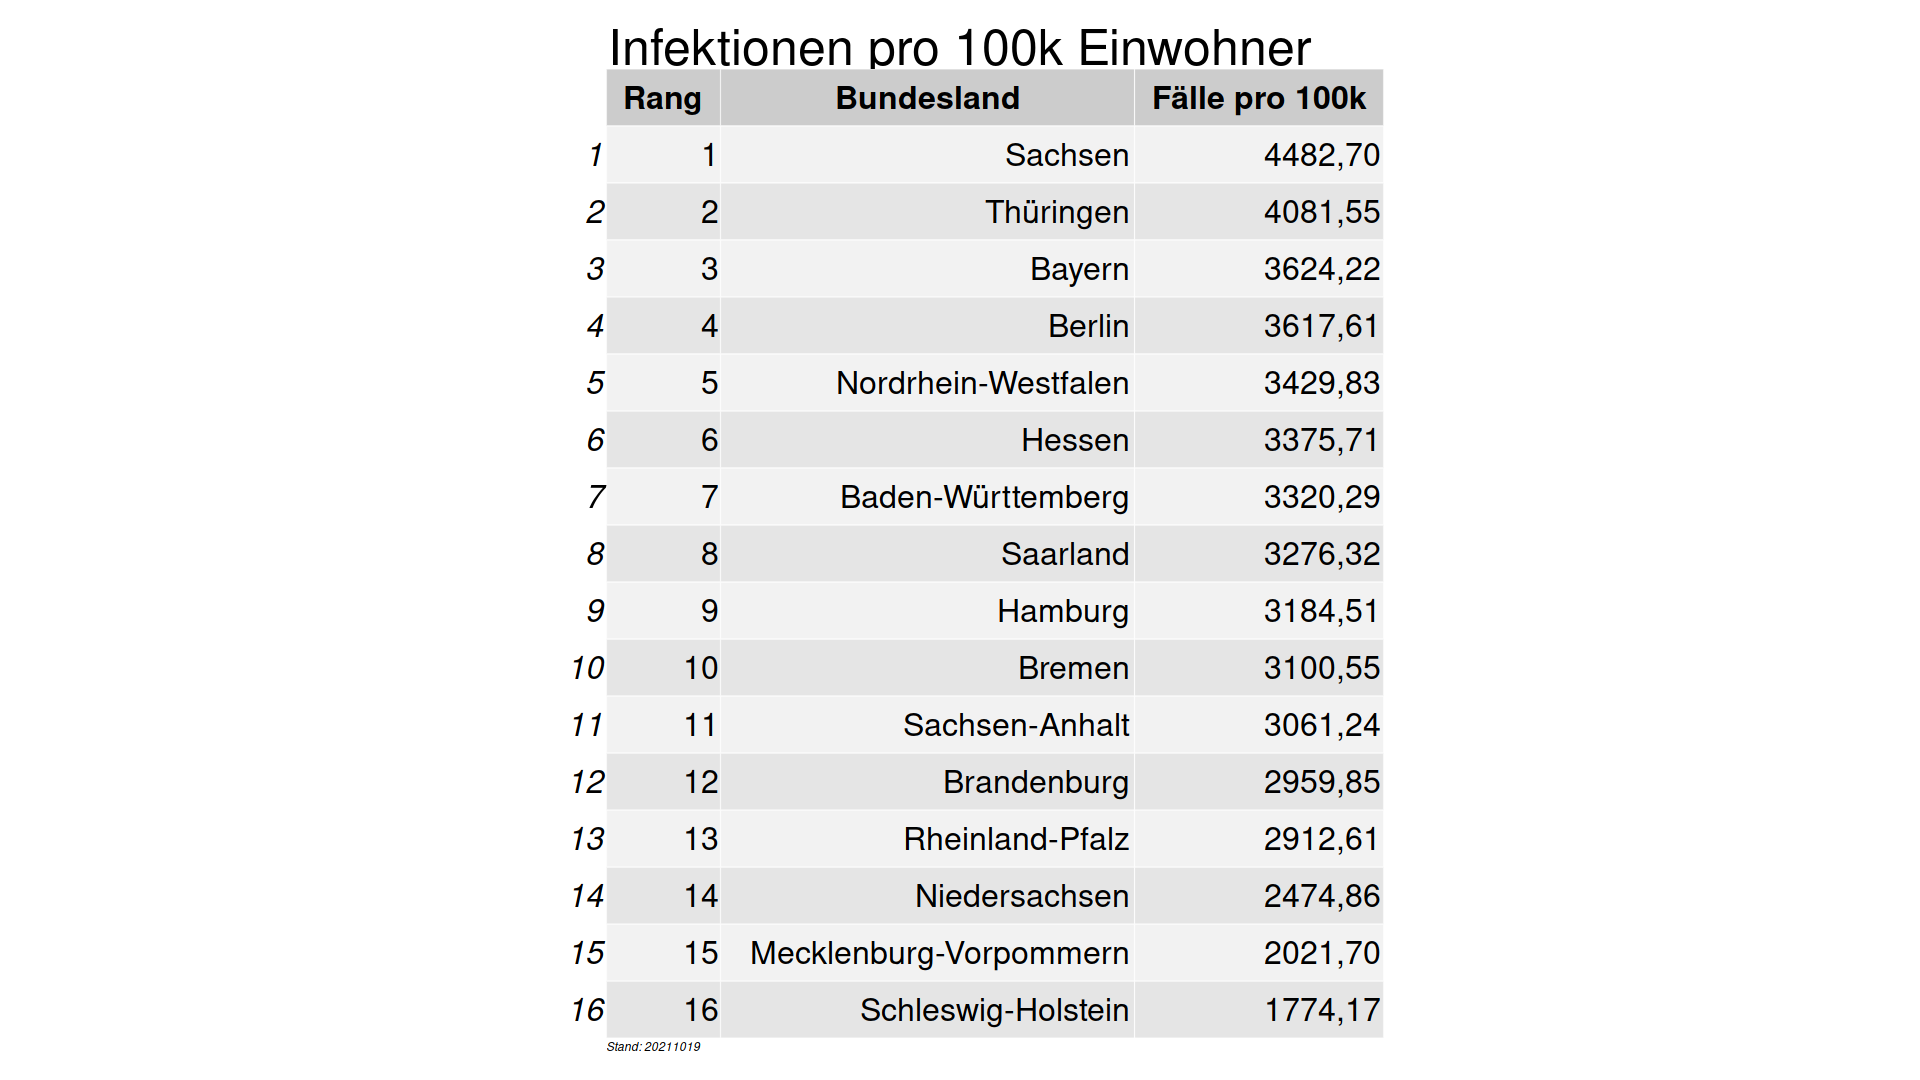 Infektionen pro 100k Einwohner
Rang Bundesland Fälle pro 100k
1 1 Sachsen 4482,70
2 2 Thüringen 4081,55
3 3 Bayern 3624,22
4 4 Berlin 3617,61
5 5 Nordrhein-Westfalen 3429,83
6 6 Hessen 3375,71
7 7 Baden-Württemberg 3320,29
8 8 Saarland 3276,32
9 9 Hamburg 3184,51
10 10 Bremen 3100,55
11 11 Sachsen-Anhalt 3061,24
12 12 Brandenburg 2959,85
13 13 Rheinland-Pfalz 2912,61
14 14 Niedersachsen 2474,86
15 15 Mecklenburg-Vorpommern 2021,70
16 16 Schleswig-Holstein 1774,17
Stand: 20211019